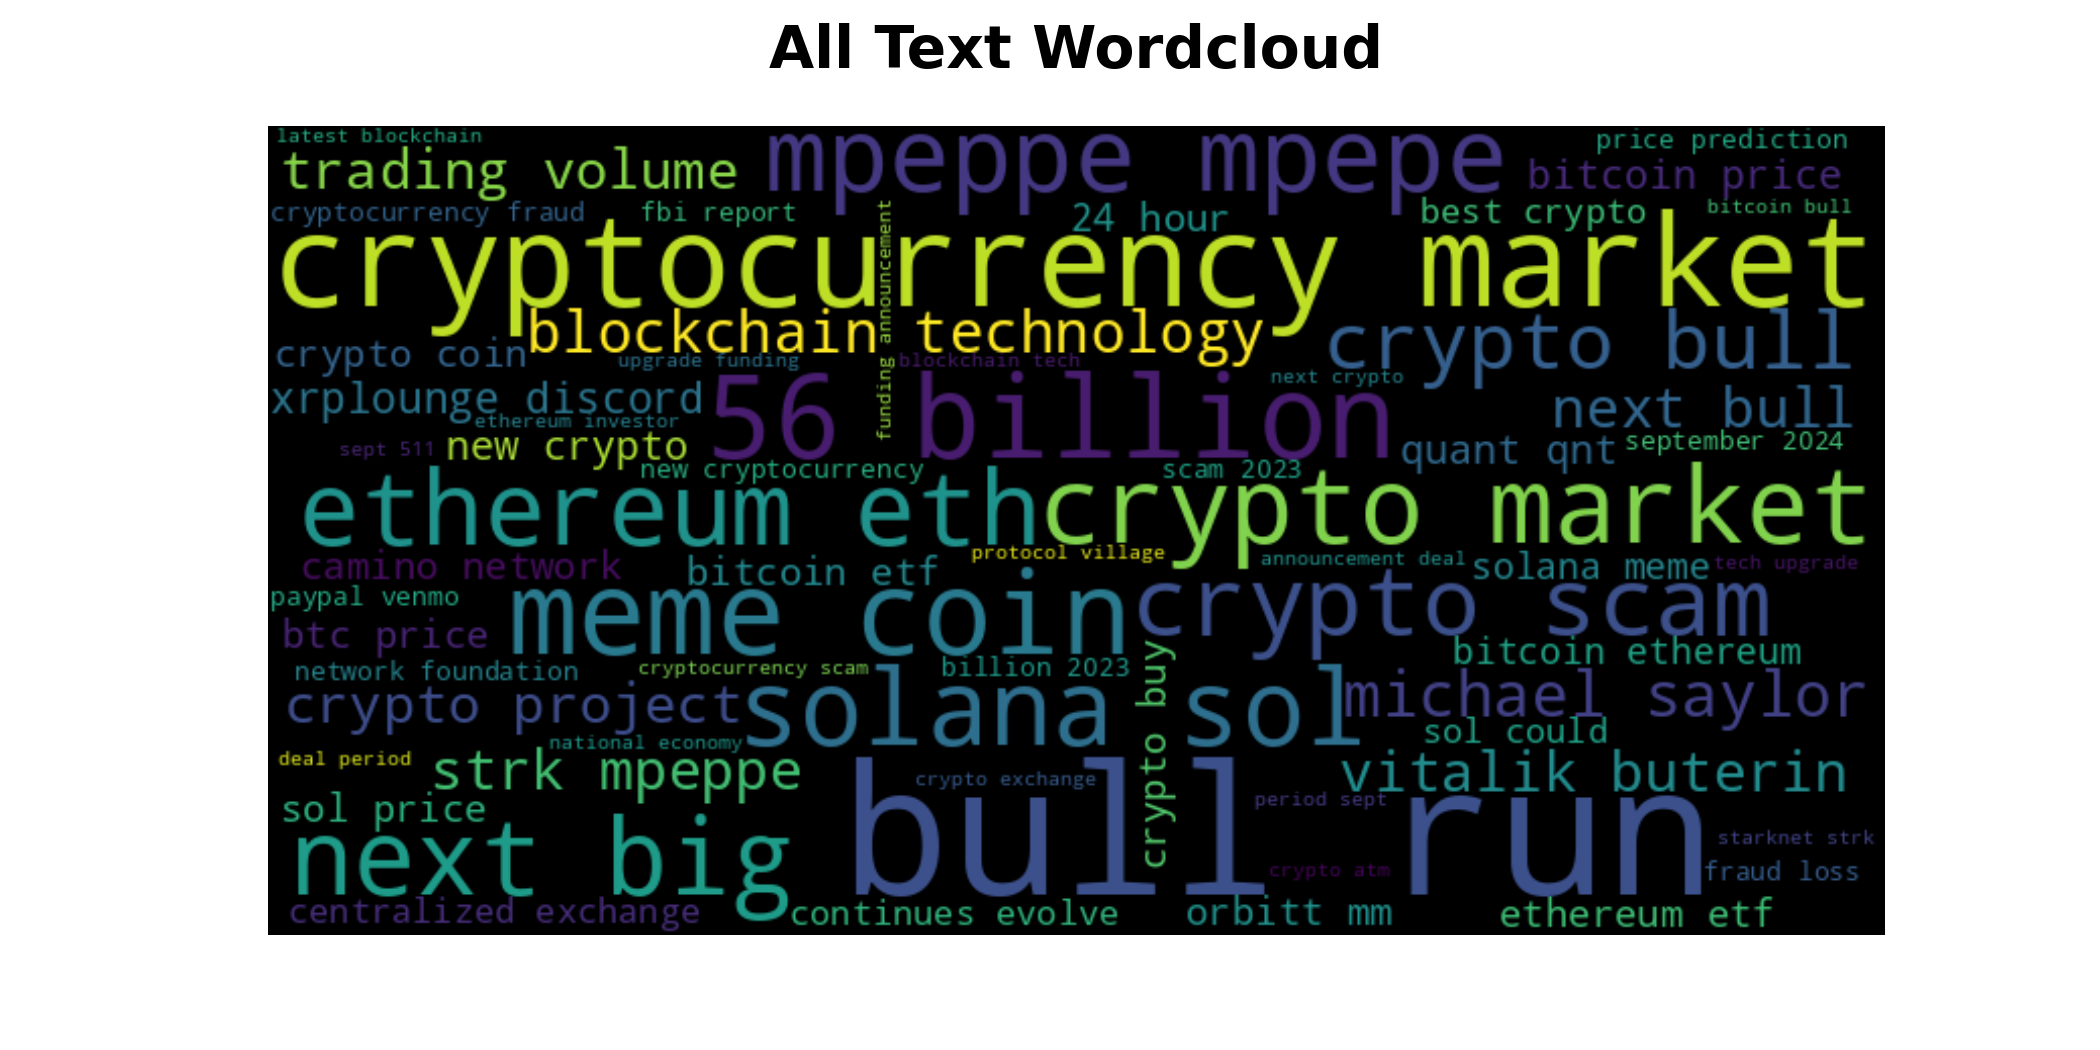 All Text Wordcloud
latest blockchain
trading volume
mpeppe mpepe
price prediction
bitcoin price
cryptocurrency fraud
fbi report
funding announcement
24 hour
best crypto
bitcoin bull
cryptocurrency market
blockchain technology
crypto bull
crypto coin
upgrade funding
blockchain tech
next crypto
xrplounge discord
56 billion
next bull
ethereum investor
sept 511
new crypto
quant qnt
september 2024
new cryptocurrency
scam 2023
ethereum eth
crypto market
protocol village
camino network
bitcoin etf
announcement deal
solana meme
tech upgrade
paypal venmo
meme coin
crypto scam
btc price
bitcoin ethereum
network foundation
cryptocurrency scam
billion 2023
crypto buy
crypto project
solana sol
michael saylor
sol could
national economy
deal period
strk mpeppe
crypto exchange
vitalik buterin
sol price
bull run
period sept
starknet strk
next big
crypto atm
fraud loss
centralized exchange
continues evolve
orbitt mm
ethereum etf